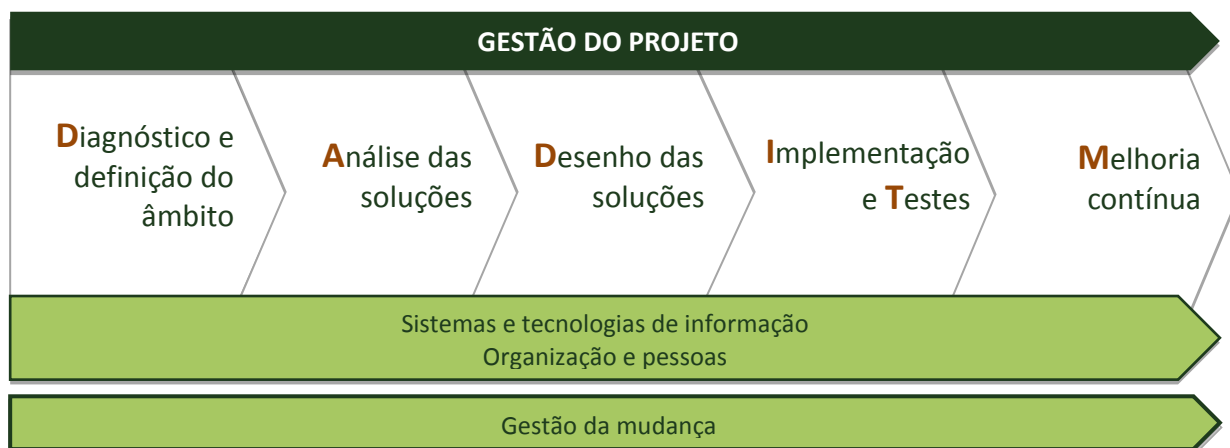 GESTÃO DO PROJETO
Diagnóstico e
definição do
âmbito
Análise das
soluções
Desenho das
soluções
Implementação
e Testes
Melhoria
contínua
Sistemas e tecnologias de informação
Organização e pessoas
Gestão da mudança